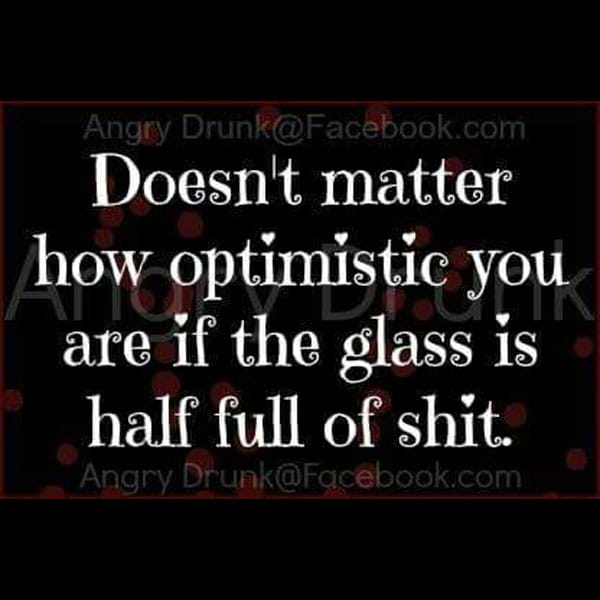 Angry Drunk@Facebook.com
Doesn't matter
how optimistic you
Angry Drunk
are if the glass is
half full of shit.
Angry Drunk@Facebook.com